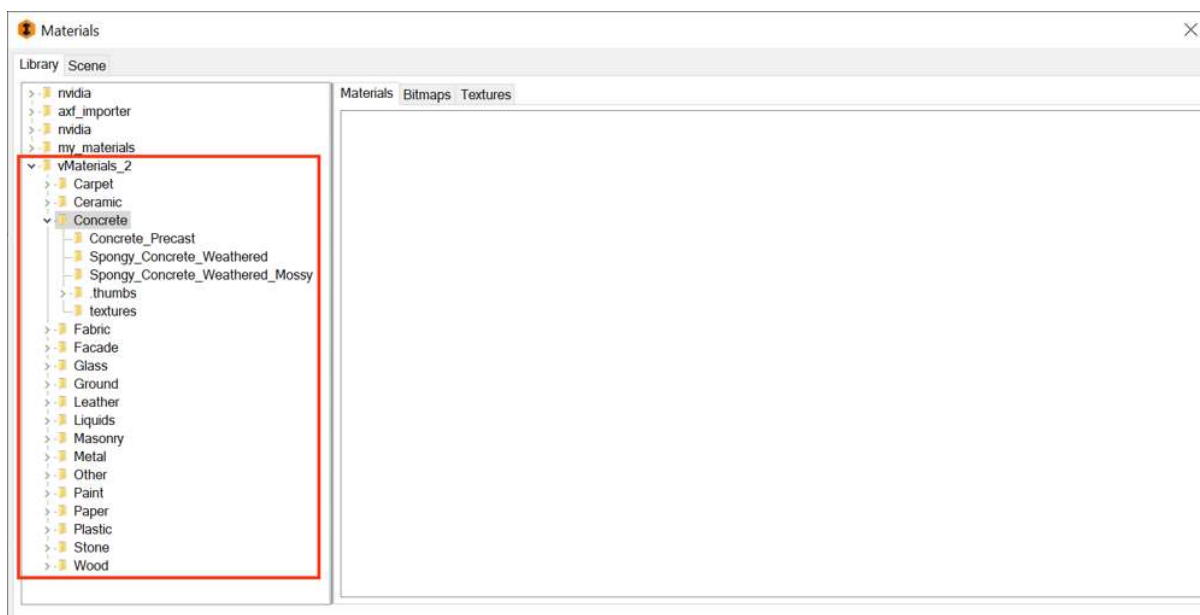 Materials
Library Scene
nvidia
axf_importer
nvidia
my_materials
vMaterials_2
Carpet
Ceramic
Concrete
Concrete_Precast
Spongy_Concrete_Weathered
Spongy_Concrete_Weathered_Mossy
.thumbs
textures
Fabric
Facade
Glass
Ground
Leather
Liquids
Masonry
Metal
Other
Paint
Paper
Plastic
Stone
Wood
Materials Bitmaps Textures